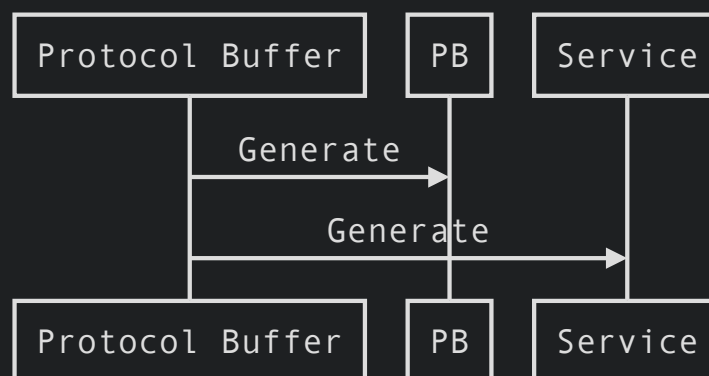 Protocol Buffer PB Service
Generate
Generate
Protocol Buffer PB Service